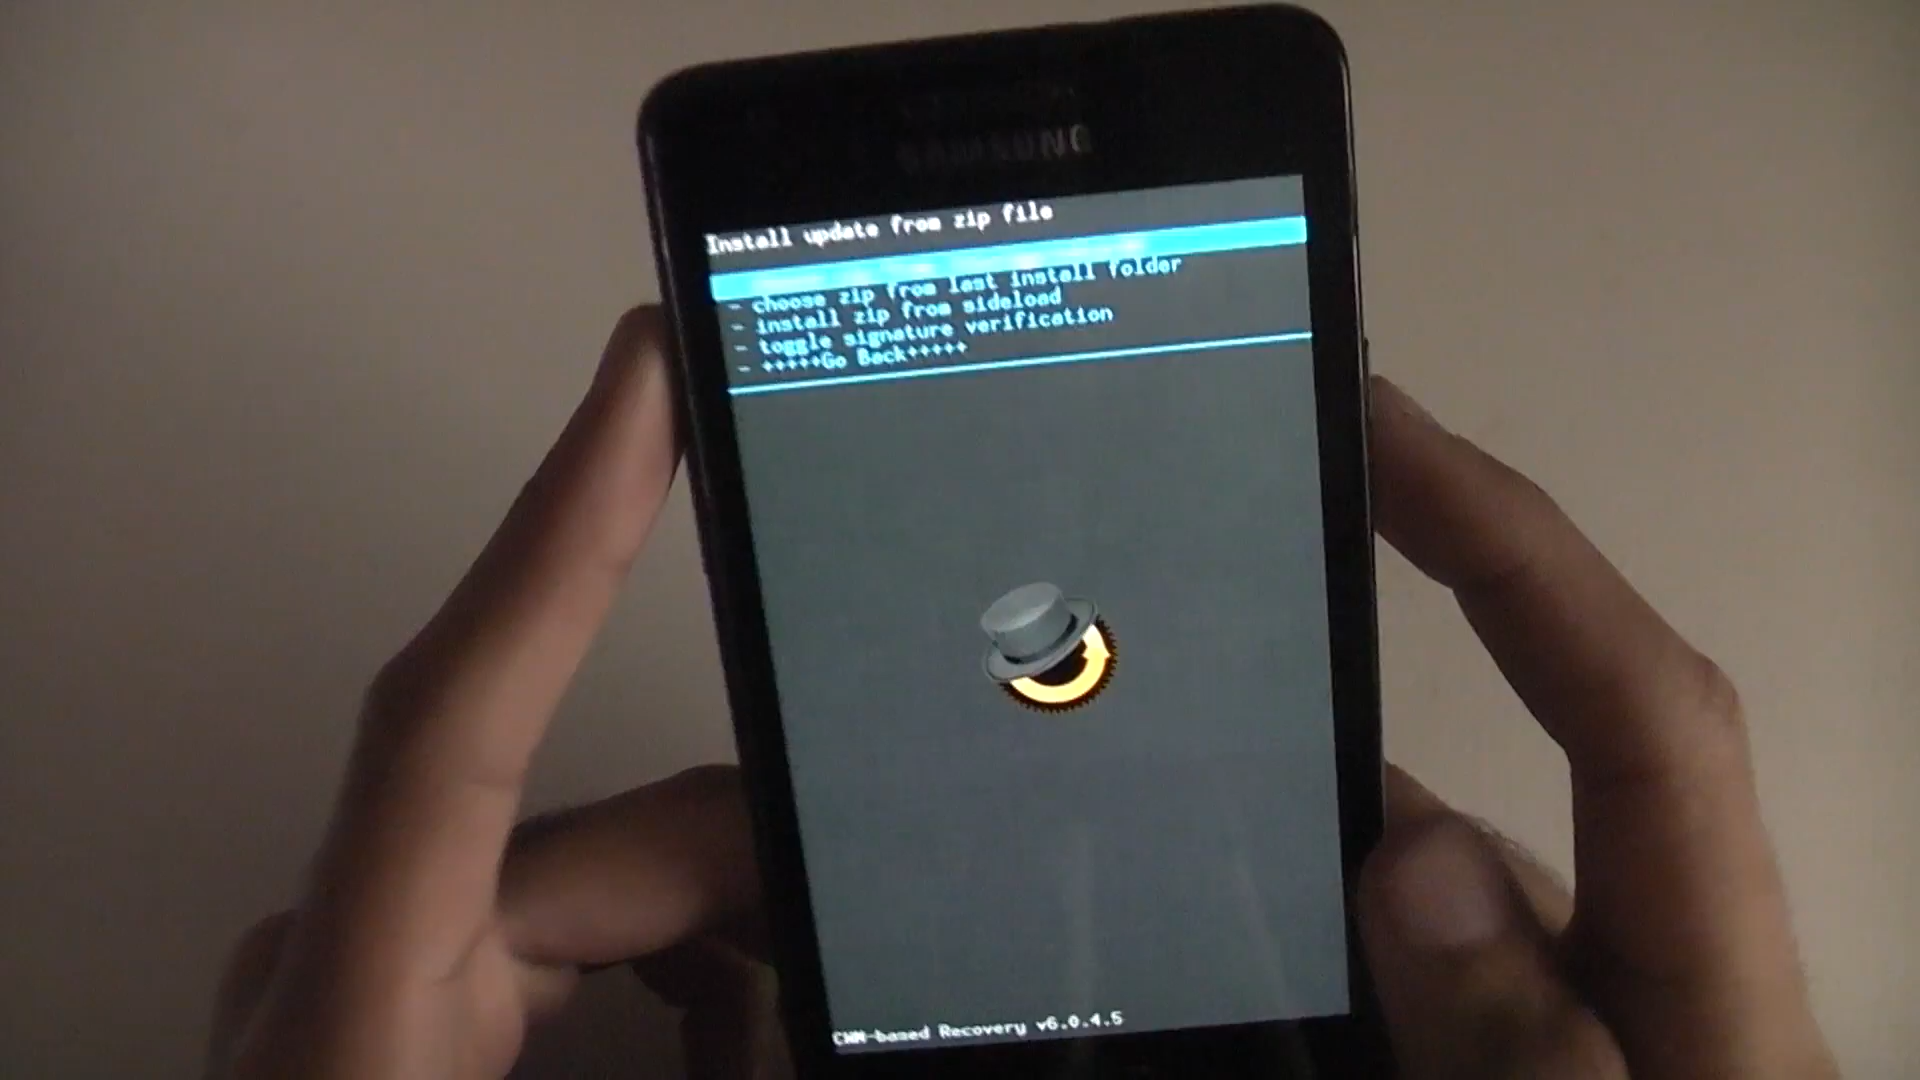 SAMSUNG
Install update from zip file
- choose zip from last install folder
- install zip from sideload
- toggle signature verification
- +++++Go Back+++++
CWM-based Recovery v6.0.4.5